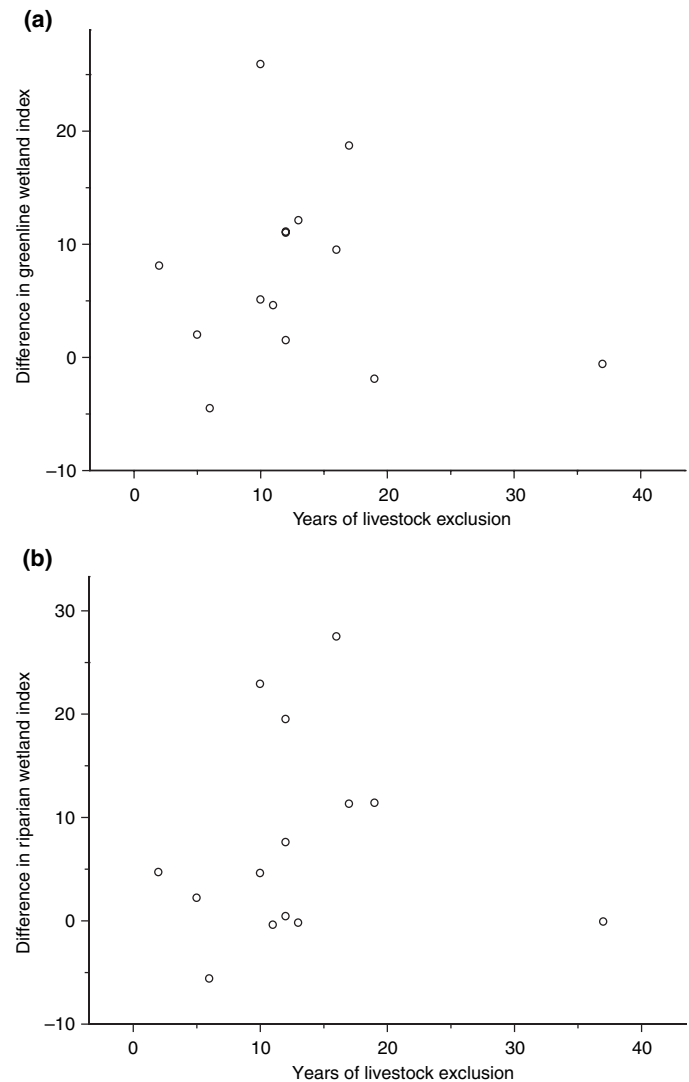 (a)
Difference in greenline wetland index
20
10
0
−10
0 10 20 30 40
Years of livestock exclusion
(b)
Difference in riparian wetland index
30
20
10
0
−10
0 10 20 30 40
Years of livestock exclusion